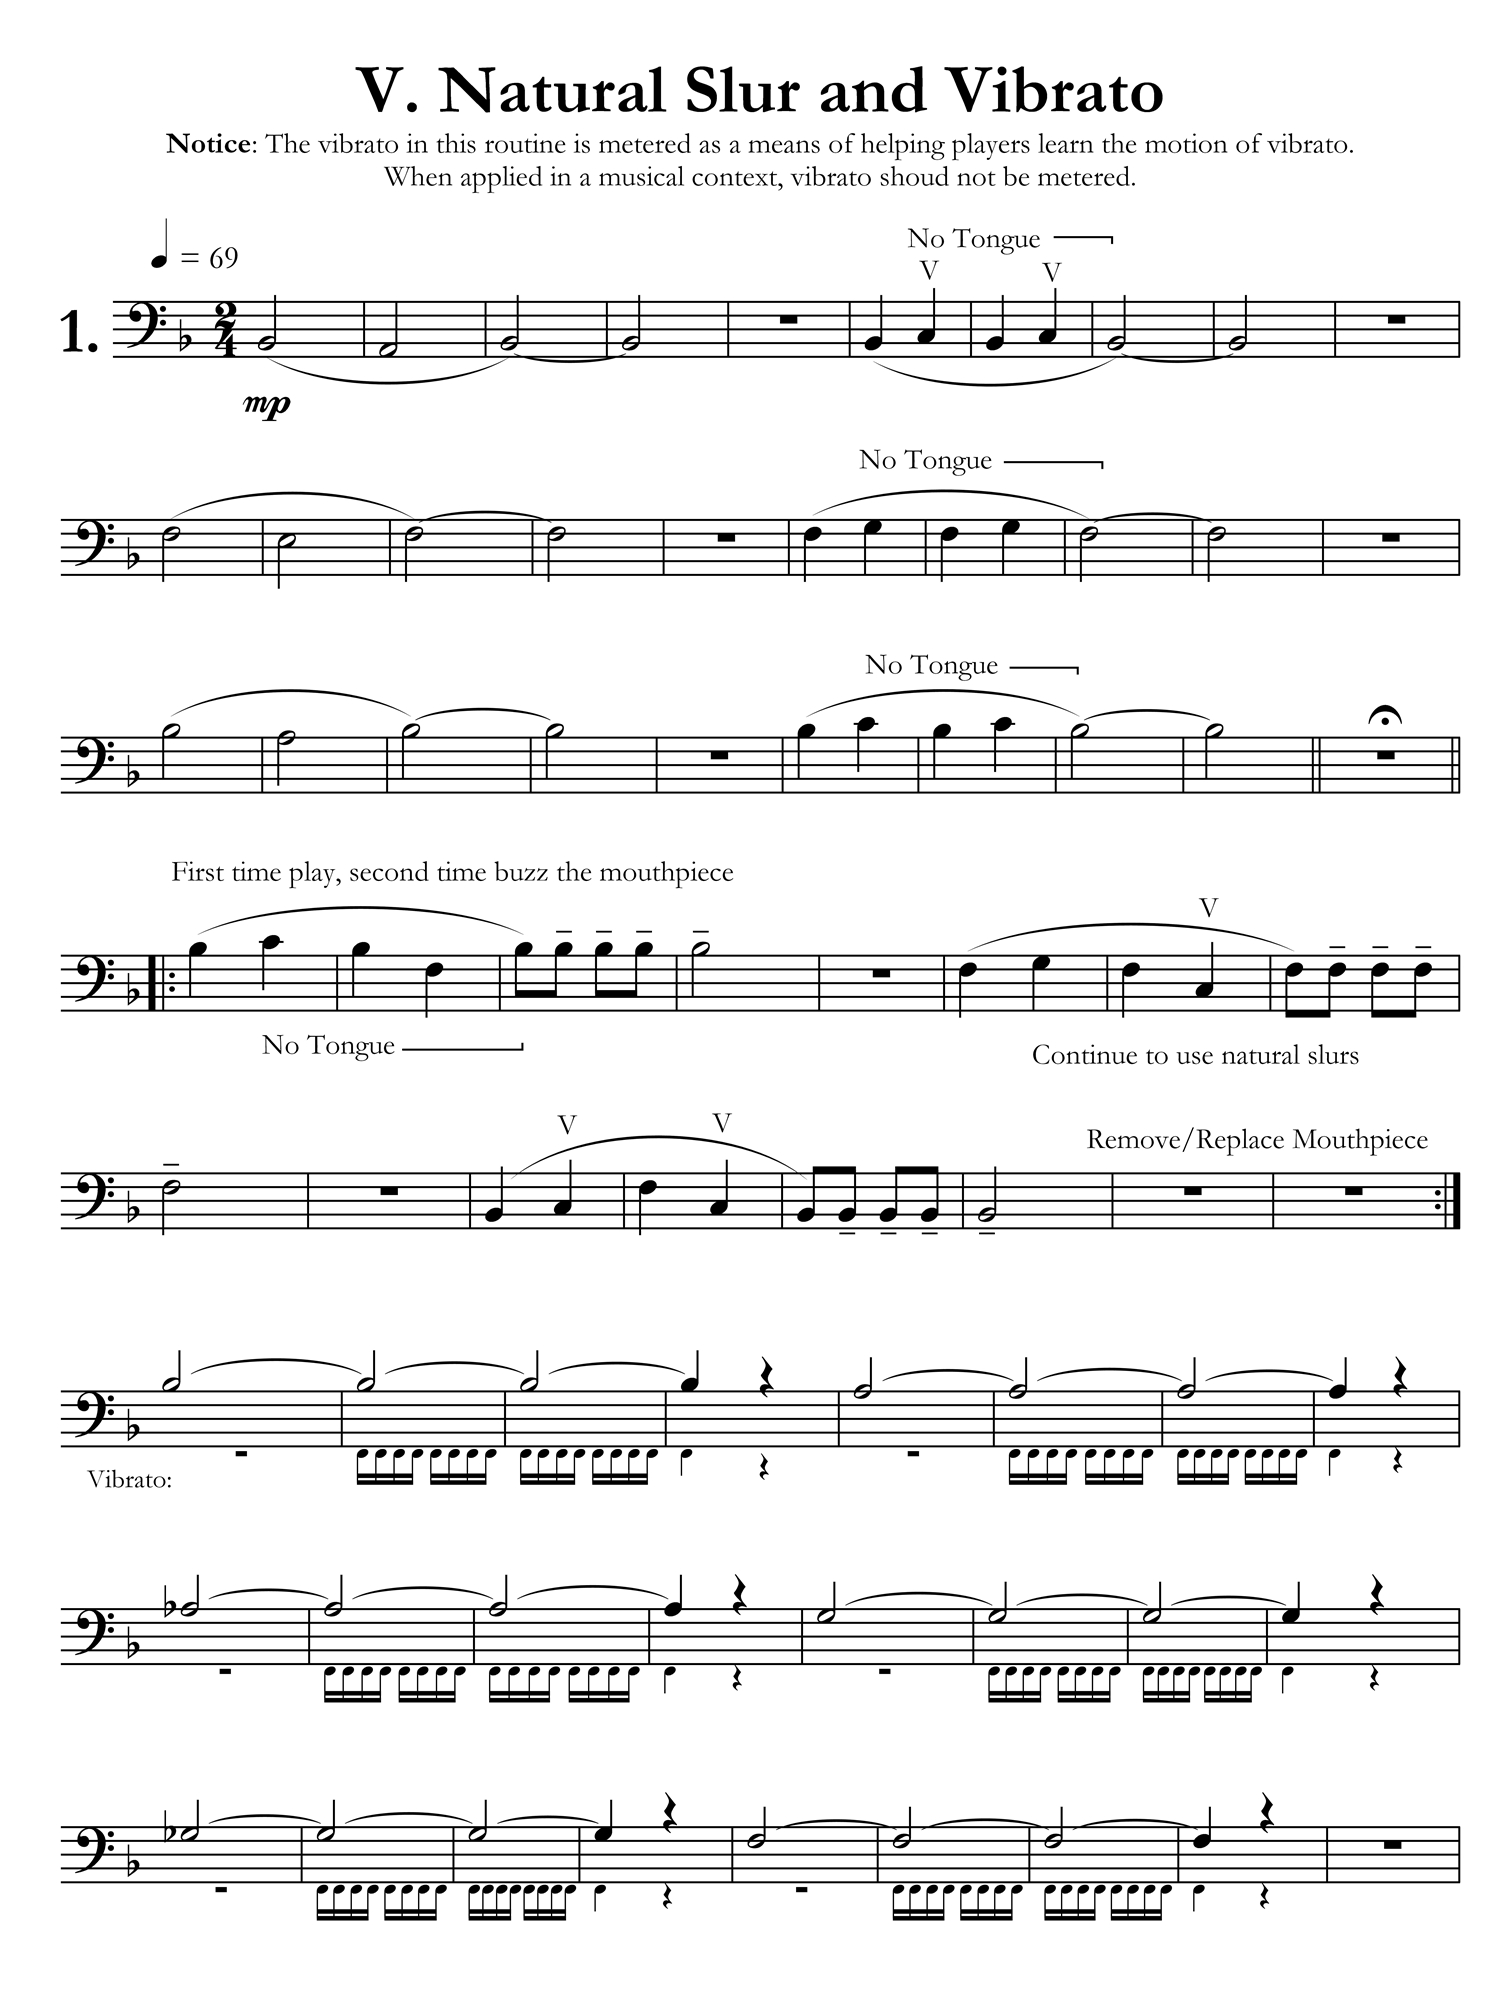 V. Natural Slur and Vibrato
Notice: The vibrato in this routine is metered as a means of helping players learn the motion of vibrato.
When applied in a musical context, vibrato shoud not be metered.
No Tongue
= 69
V V
1.
2
4
mp
No Tongue
No Tongue
First time play, second time buzz the mouthpiece
V
No Tongue
Continue to use natural slurs
V V
Remove/Replace Mouthpiece
Vibrato: